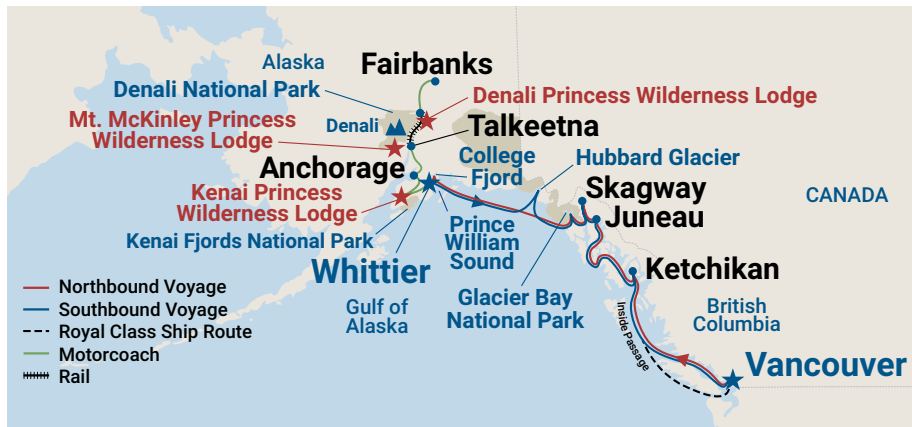 Alaska
Fairbanks
Denali National Park
Denali Princess Wilderness Lodge
Mt. McKinley Princess
Wilderness Lodge
Denali
Talkeetna
Anchorage
College
Fjord
Hubbard Glacier
Kenai Princess
Wilderness Lodge
Skagway
CANADA
Juneau
Kenai Fjords National Park
Prince
William
Sound
Whittier
Ketchikan
Glacier Bay
National Park
Gulf of
Alaska
British
Columbia
Inside Passage
Vancouver
Northbound Voyage
Southbound Voyage
Royal Class Ship Route
Motorcoach
Rail